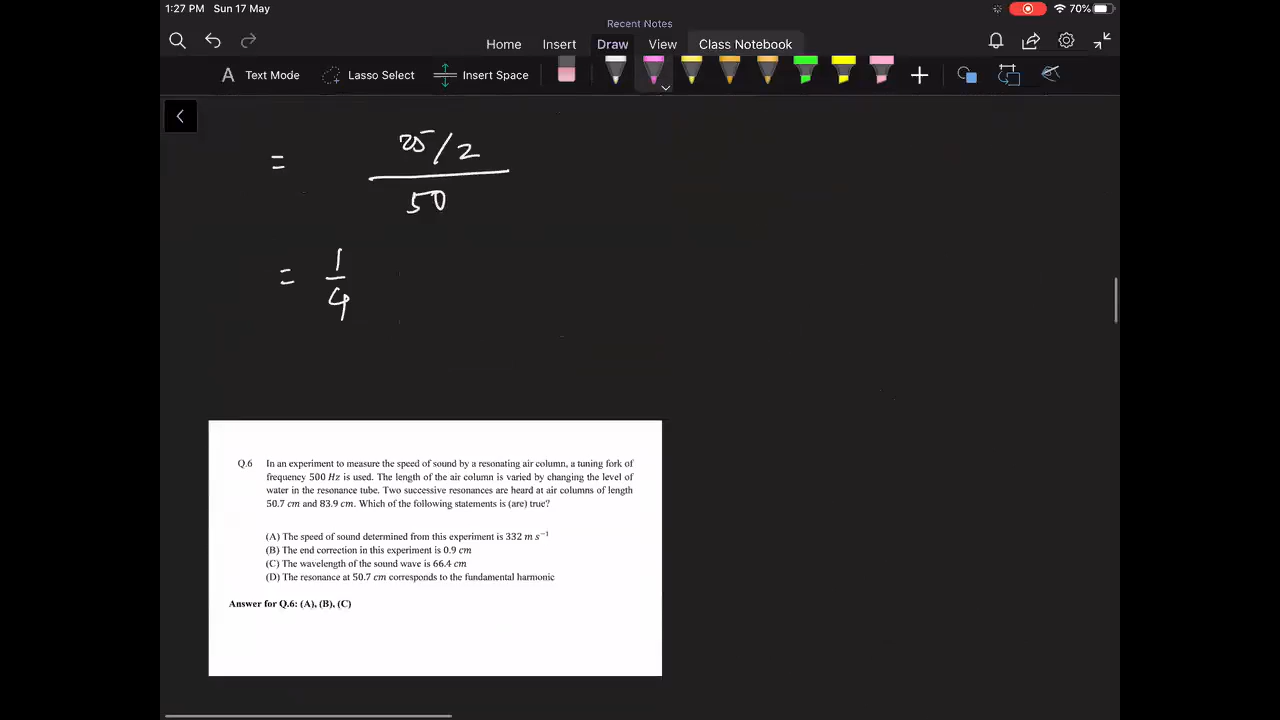 1:27 PM Sun 17 May
70%
Recent Notes
Home Insert Draw View Class Notebook
A Text Mode Lasso Select Insert Space
= 25/2
50
= 1
4
Q.6 In an experiment to measure the speed of sound by a resonating air column, a tuning fork of
frequency 500 Hz is used. The length of the air column is varied by changing the level of
water in the resonance tube. Two successive resonances are heard at air columns of length
50.7 cm and 83.9 cm. Which of the following statements is (are) true?
(A) The speed of sound determined from this experiment is 332 m s⁻¹
(B) The end correction in this experiment is 0.9 cm
(C) The wavelength of the sound wave is 66.4 cm
(D) The resonance at 50.7 cm corresponds to the fundamental harmonic
Answer for Q.6: (A), (B), (C)